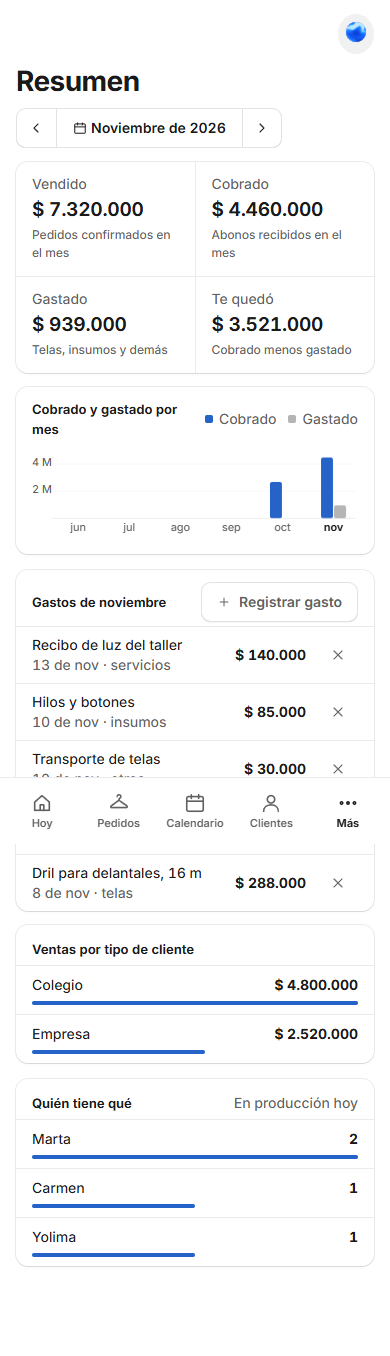 Resumen
Noviembre de 2026
Vendido
$ 7.320.000
Pedidos confirmados en
el mes
Cobrado
$ 4.460.000
Abonos recibidos en el
mes
Gastado
$ 939.000
Telas, insumos y demás
Te quedó
$ 3.521.000
Cobrado menos gastado
Cobrado y gastado por
mes
Cobrado
Gastado
4 M
2 M
jun jul ago sep oct nov
Gastos de noviembre
+ Registrar gasto
Recibo de luz del taller
13 de nov · servicios
$ 140.000
Hilos y botones
10 de nov · insumos
$ 85.000
Transporte de telas
$ 30.000
Hoy
Pedidos
Calendario
Clientes
Más
Dril para delantales, 16 m
8 de nov · telas
$ 288.000
Ventas por tipo de cliente
Colegio
$ 4.800.000
Empresa
$ 2.520.000
Quién tiene qué
En producción hoy
Marta
2
Carmen
1
Yolima
1